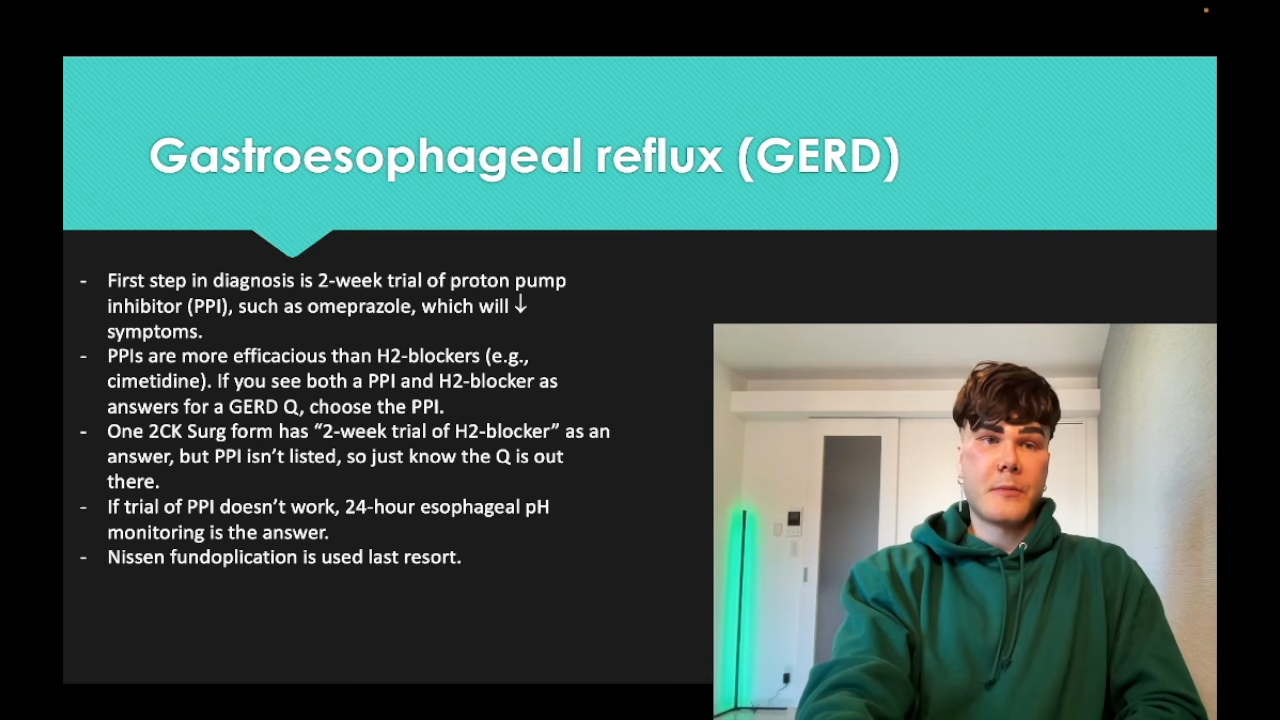 Gastroesophageal reflux (GERD)
- First step in diagnosis is 2-week trial of proton pump
inhibitor (PPI), such as omeprazole, which will ↓
symptoms.
- PPIs are more efficacious than H2-blockers (e.g.,
cimetidine). If you see both a PPI and H2-blocker as
answers for a GERD Q, choose the PPI.
- One 2CK Surg form has “2-week trial of H2-blocker” as an
answer, but PPI isn’t listed, so just know the Q is out
there.
- If trial of PPI doesn’t work, 24-hour esophageal pH
monitoring is the answer.
- Nissen fundoplication is used last resort.